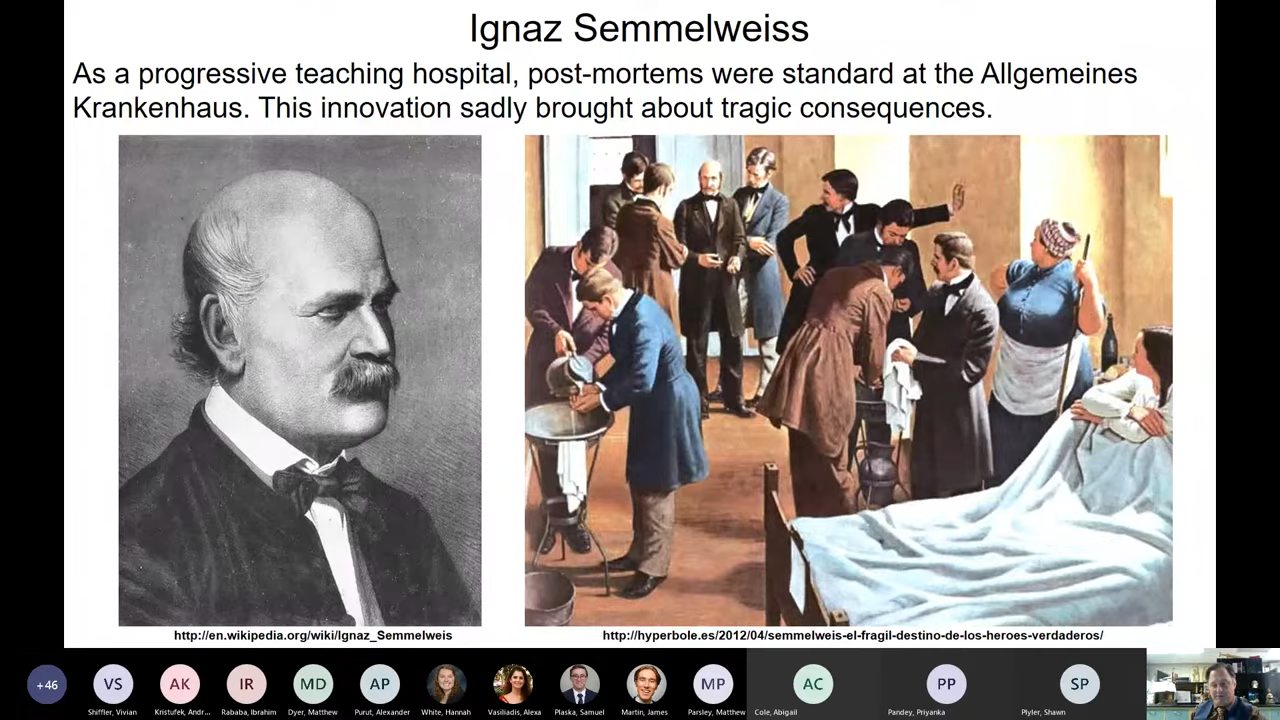 Ignaz Semmelweiss
As a progressive teaching hospital, post-mortems were standard at the Allgemeines
Krankenhaus. This innovation sadly brought about tragic consequences.
http://en.wikipedia.org/wiki/Ignaz_Semmelweis
http://hyperbole.es/2012/04/semmelweis-el-fragil-destino-de-los-heroes-verdaderos/
+46
VS
AK
IR
MD
AP
MP
AC
PP
SP
Shiffler, Vivian
Kristufek, Andr...
Rababa, Ibrahim
Dyer, Matthew
Purut, Alexander
White, Hannah
Vasiliadis, Alexa
Plaska, Samuel
Martin, James
Parsley, Matthew
Cole, Abigail
Pandey, Priyanka
Plyler, Shawn